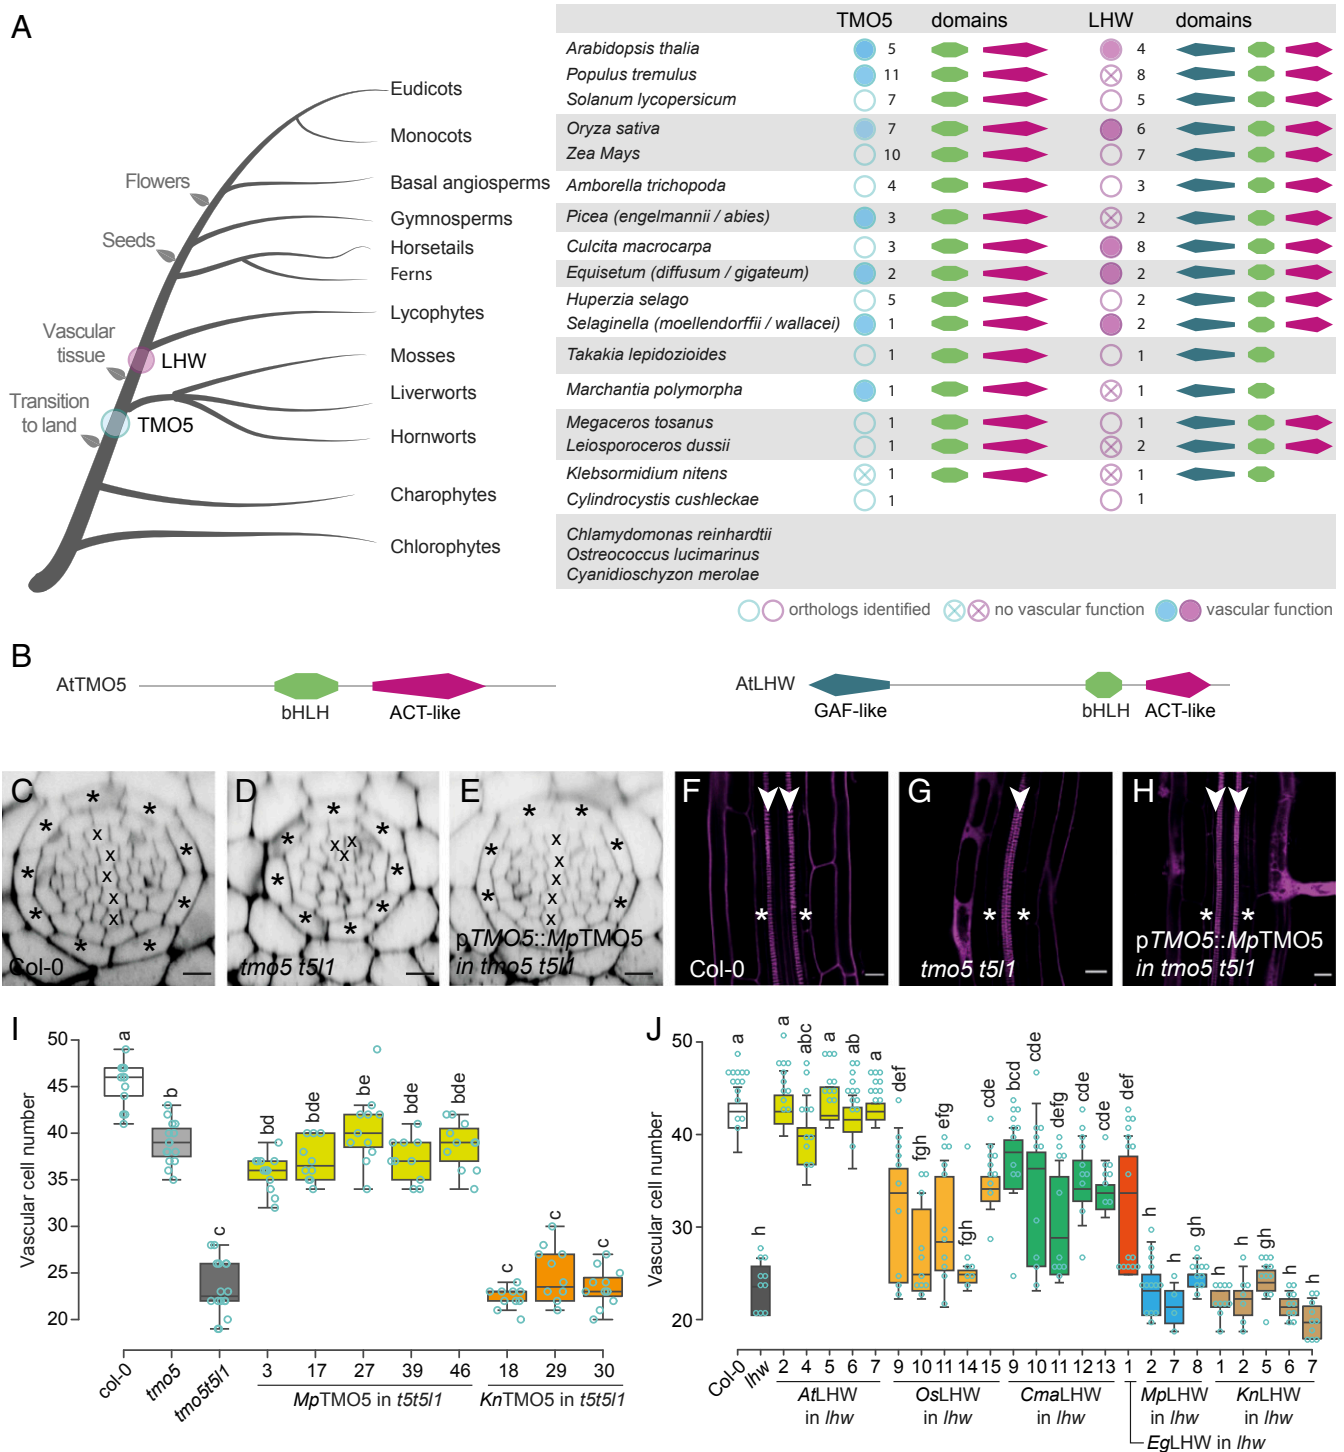 A
TMO5 domains LHW domains
Eudicots
Monocots
Flowers
Basal angiosperms
Gymnosperms
Seeds
Horsetails
Ferns
Lycophytes
Vascular
tissue
LHW
Mosses
Liverworts
Transition
to land
TMO5
Hornworts
Charophytes
Chlorophytes
Arabidopsis thalia 5 4
Populus tremulus 11 8
Solanum lycopersicum 7 5
Oryza sativa 7 6
Zea Mays 10 7
Amborella trichopoda 4 3
Picea (engelmannii / abies) 3 2
Culcita macrocarpa 3 8
Equisetum (diffusum / gigateum) 2 2
Huperzia selago 5 2
Selaginella (moellendorffii / wallacei) 1 2
Takakia lepidozioides 1 1
Marchantia polymorpha 1 1
Megaceros tosanus 1 1
Leiosporoceros dussii 1 2
Klebsormidium nitens 1 1
Cylindrocystis cushleckae 1 1
Chlamydomonas reinhardtii
Ostreococcus lucimarinus
Cyanidioschyzon merolae
orthologs identified no vascular function vascular function
B
AtTMO5 bHLH ACT-like
AtLHW GAF-like bHLH ACT-like
C
* * * * * * * * * *
x x x x x x
Col-0
D
* * * * * * * * *
x x x x
tmo5 t5l1
E
* * * * * *
x x x x x x
pTMO5::MpTMO5
in tmo5 t5l1
F
* *
Col-0
G
* *
tmo5 t5l1
H
* *
pTMO5::MpTMO5
in tmo5 t5l1
I
Vascular cell number
50
45
40
35
30
25
20
a b c bd bde be bde bde c c c
col-0 tmo5 tmo5t5l1 3 17 27 39 46 18 29 30
MpTMO5 in t5t5l1 KnTMO5 in t5t5l1
J
Vascular cell number
50
40
30
20
a h a abc a ab a def fgh efg fgh cde bcd cde defg cde cde def h h gh h h gh h h
Col-0 lhw 2 4 5 6 7 9 10 11 14 15 9 10 11 12 13 1 2 7 8 1 2 5 6 7
AtLHW OsLHW CmaLHW MpLHW KnLHW
in lhw in lhw in lhw in lhw in lhw
EgLHW in lhw